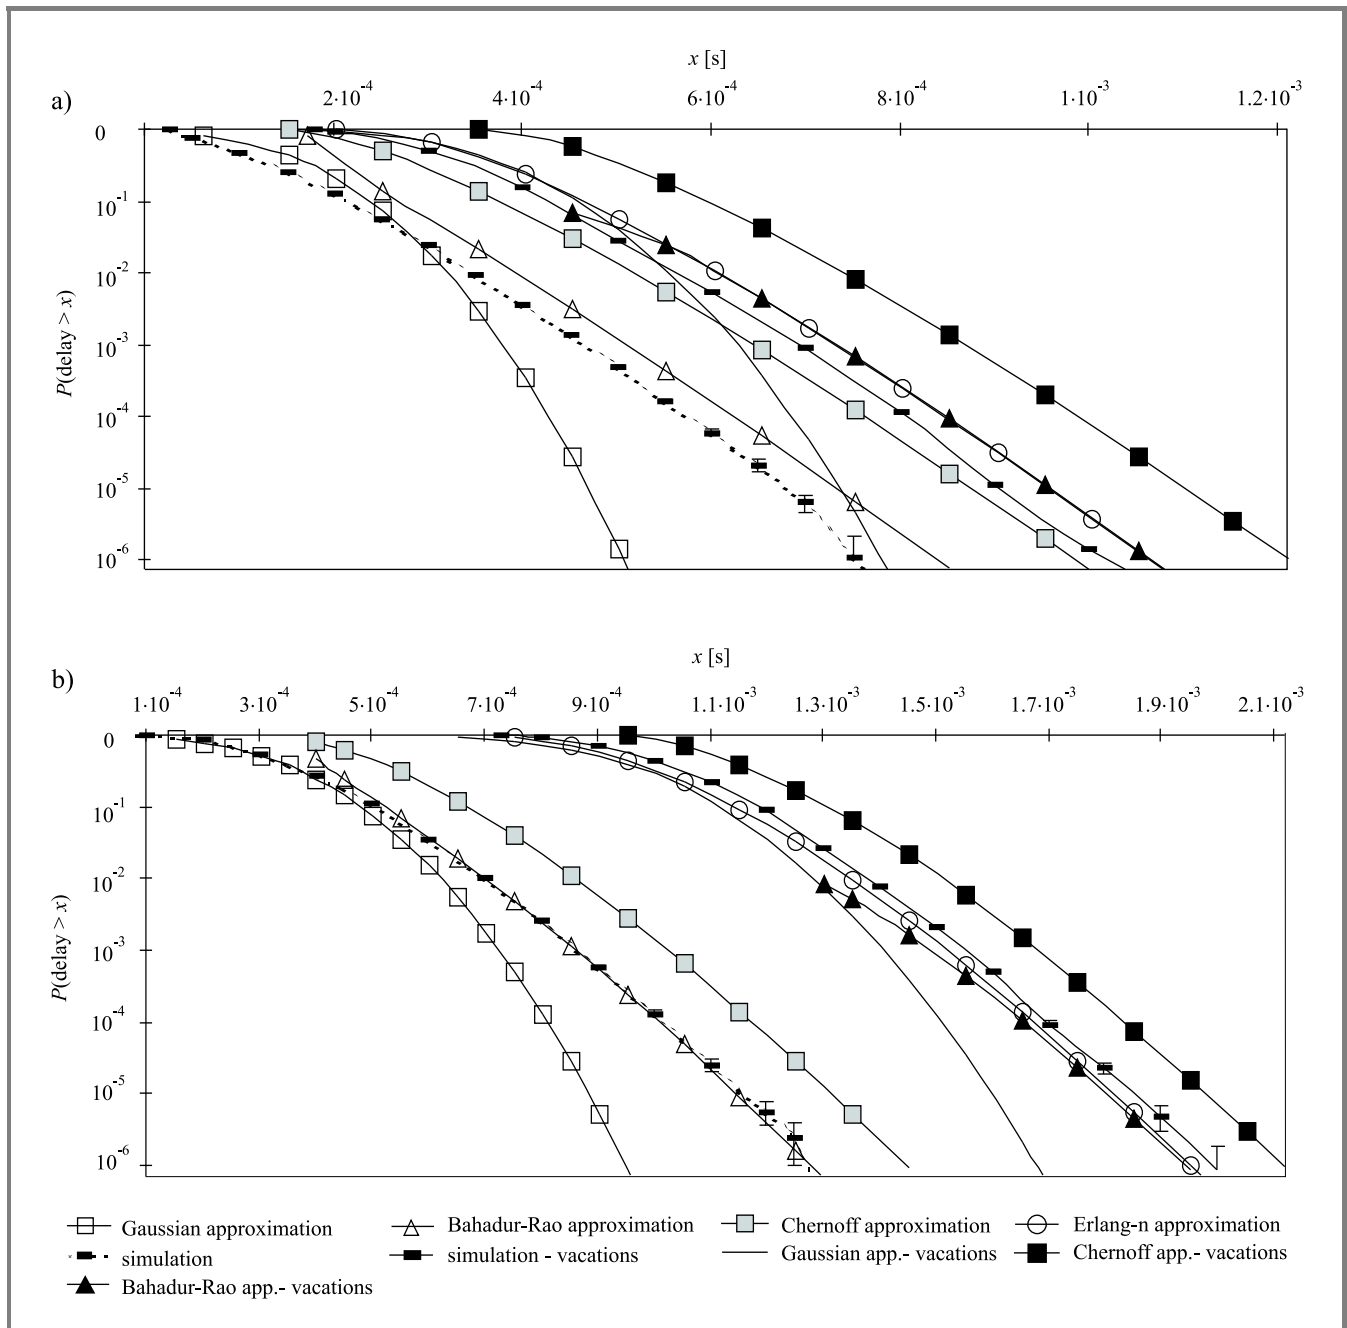 x [s]
a)
2·10⁻⁴ 4·10⁻⁴ 6·10⁻⁴ 8·10⁻⁴ 1·10⁻³ 1.2·10⁻³
0
10⁻¹
10⁻²
10⁻³
10⁻⁴
10⁻⁵
10⁻⁶
P(delay > x)
x [s]
b)
1·10⁻⁴ 3·10⁻⁴ 5·10⁻⁴ 7·10⁻⁴ 9·10⁻⁴ 1.1·10⁻³ 1.3·10⁻³ 1.5·10⁻³ 1.7·10⁻³ 1.9·10⁻³ 2.1·10⁻³
0
10⁻¹
10⁻²
10⁻³
10⁻⁴
10⁻⁵
10⁻⁶
P(delay > x)
Gaussian approximation Bahadur-Rao approximation Chernoff approximation Erlang-n approximation
simulation simulation - vacations Gaussian app.- vacations Chernoff app.- vacations
Bahadur-Rao app.- vacations